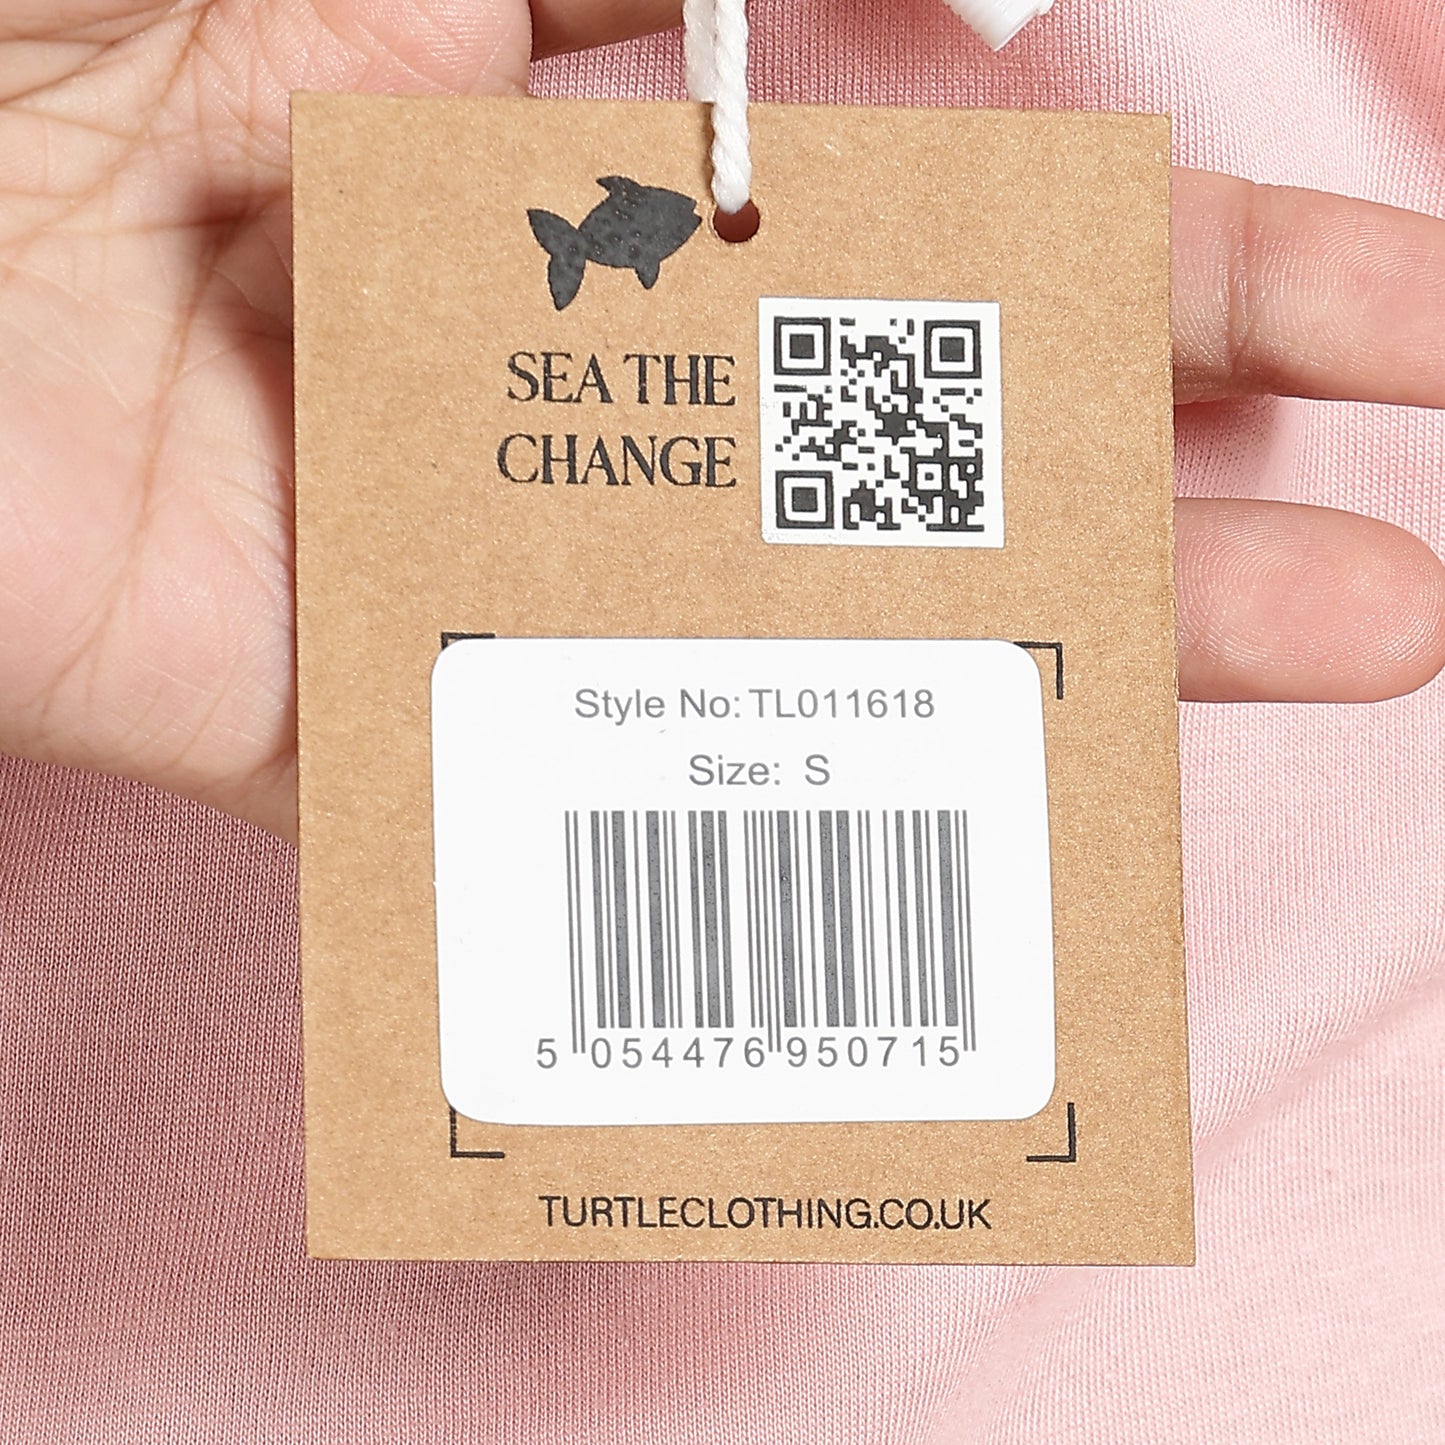 SEA THE
CHANGE
Style No: TL011618
Size: S
5 054476 950715
TURTLECLOTHING.CO.UK